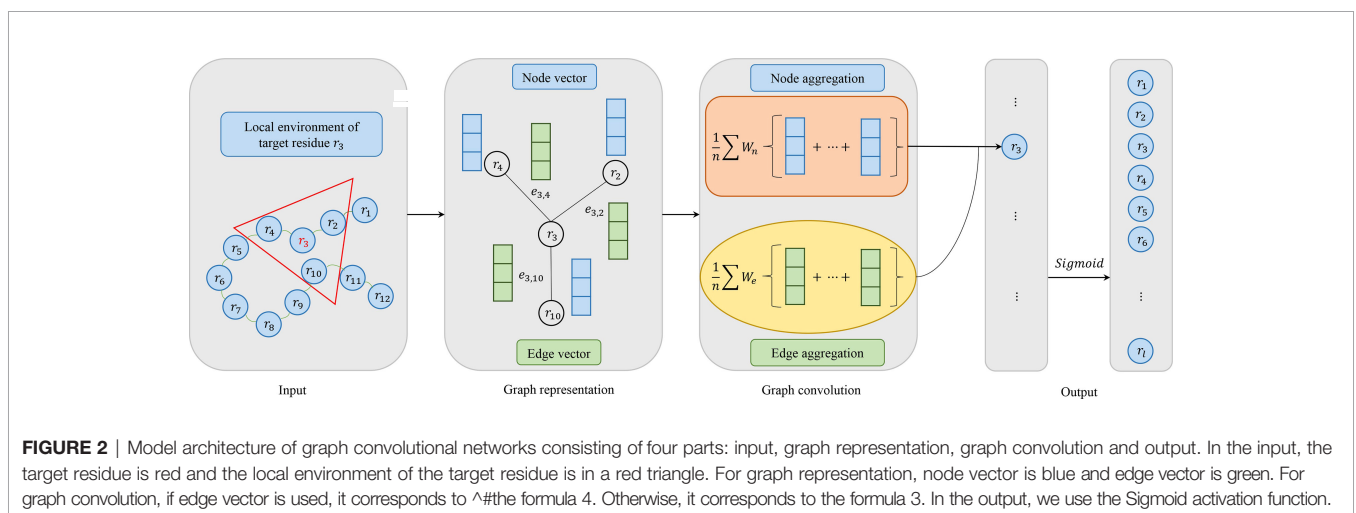 Local environment of
target residue r₃
r₁
r₂
r₃
r₄
r₅
r₆
r₇
r₈
r₉
r₁₀
r₁₁
r₁₂
Input
Node vector
r₄
r₂
e₃,₄
e₃,₂
r₃
e₃,₁₀
r₁₀
Edge vector
Graph representation
Node aggregation
1/n ∑ Wₙ { + ⋯ + }
1/n ∑ Wₑ { + ⋯ + }
Edge aggregation
Graph convolution
⋮
r₃
⋮
⋮
Sigmoid
r₁
r₂
r₃
r₄
r₅
r₆
⋮
rₗ
Output
FIGURE 2 | Model architecture of graph convolutional networks consisting of four parts: input, graph representation, graph convolution and output. In the input, the
target residue is red and the local environment of the target residue is in a red triangle. For graph representation, node vector is blue and edge vector is green. For
graph convolution, if edge vector is used, it corresponds to ^#the formula 4. Otherwise, it corresponds to the formula 3. In the output, we use the Sigmoid activation function.